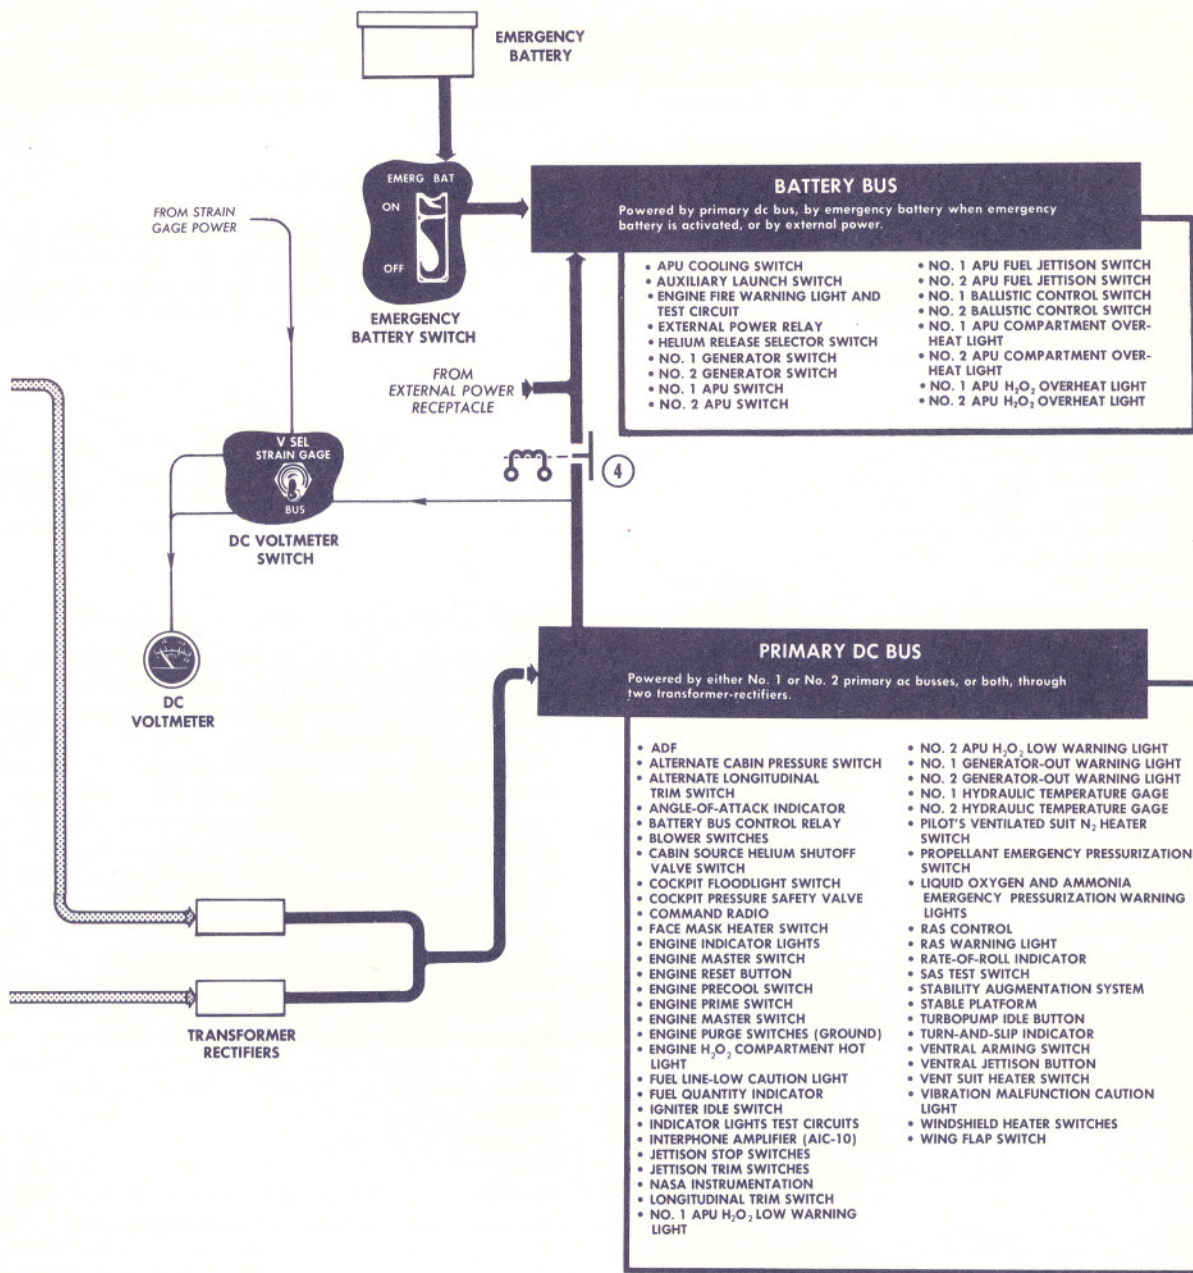 EMERGENCY
BATTERY
EMERG BAT
ON
OFF
EMERGENCY
BATTERY SWITCH
FROM STRAIN
GAGE POWER
BATTERY BUS
Powered by primary dc bus, by emergency battery when emergency
battery is activated, or by external power.
• APU COOLING SWITCH
• AUXILIARY LAUNCH SWITCH
• ENGINE FIRE WARNING LIGHT AND
TEST CIRCUIT
• EXTERNAL POWER RELAY
• HELIUM RELEASE SELECTOR SWITCH
• NO. 1 GENERATOR SWITCH
• NO. 2 GENERATOR SWITCH
• NO. 1 APU SWITCH
• NO. 2 APU SWITCH
• NO. 1 APU FUEL JETTISON SWITCH
• NO. 2 APU FUEL JETTISON SWITCH
• NO. 1 BALLISTIC CONTROL SWITCH
• NO. 2 BALLISTIC CONTROL SWITCH
• NO. 1 APU COMPARTMENT OVER-
HEAT LIGHT
• NO. 2 APU COMPARTMENT OVER-
HEAT LIGHT
• NO. 1 APU H₂O₂ OVERHEAT LIGHT
• NO. 2 APU H₂O₂ OVERHEAT LIGHT
FROM
EXTERNAL POWER
RECEPTACLE
4
V SEL
STRAIN GAGE
BUS
DC VOLTMETER
SWITCH
DC
VOLTMETER
PRIMARY DC BUS
Powered by either No. 1 or No. 2 primary ac busses, or both, through
two transformer-rectifiers.
• ADF
• ALTERNATE CABIN PRESSURE SWITCH
• ALTERNATE LONGITUDINAL
TRIM SWITCH
• ANGLE-OF-ATTACK INDICATOR
• BATTERY BUS CONTROL RELAY
• BLOWER SWITCHES
• CABIN SOURCE HELIUM SHUTOFF
VALVE SWITCH
• COCKPIT FLOODLIGHT SWITCH
• COCKPIT PRESSURE SAFETY VALVE
• COMMAND RADIO
• FACE MASK HEATER SWITCH
• ENGINE INDICATOR LIGHTS
• ENGINE MASTER SWITCH
• ENGINE RESET BUTTON
• ENGINE PRECOOL SWITCH
• ENGINE PRIME SWITCH
• ENGINE MASTER SWITCH
• ENGINE PURGE SWITCHES (GROUND)
• ENGINE H₂O₂ COMPARTMENT HOT
LIGHT
• FUEL LINE-LOW CAUTION LIGHT
• FUEL QUANTITY INDICATOR
• IGNITER IDLE SWITCH
• INDICATOR LIGHTS TEST CIRCUITS
• INTERPHONE AMPLIFIER (AIC-10)
• JETTISON STOP SWITCHES
• JETTISON TRIM SWITCHES
• NASA INSTRUMENTATION
• LONGITUDINAL TRIM SWITCH
• NO. 1 APU H₂O₂ LOW WARNING
LIGHT
• NO. 2 APU H₂O₂ LOW WARNING LIGHT
• NO. 1 GENERATOR-OUT WARNING LIGHT
• NO. 2 GENERATOR-OUT WARNING LIGHT
• NO. 1 HYDRAULIC TEMPERATURE GAGE
• NO. 2 HYDRAULIC TEMPERATURE GAGE
• PILOT'S VENTILATED SUIT N₂ HEATER
SWITCH
• PROPELLANT EMERGENCY PRESSURIZATION
SWITCH
• LIQUID OXYGEN AND AMMONIA
EMERGENCY PRESSURIZATION WARNING
LIGHTS
• RAS CONTROL
• RAS WARNING LIGHT
• RATE-OF-ROLL INDICATOR
• SAS TEST SWITCH
• STABILITY AUGMENTATION SYSTEM
• STABLE PLATFORM
• TURBOPUMP IDLE BUTTON
• TURN-AND-SLIP INDICATOR
• VENTRAL ARMING SWITCH
• VENTRAL JETTISON BUTTON
• VENT SUIT HEATER SWITCH
• VIBRATION MALFUNCTION CAUTION
LIGHT
• WINDSHIELD HEATER SWITCHES
• WING FLAP SWITCH
TRANSFORMER
RECTIFIERS